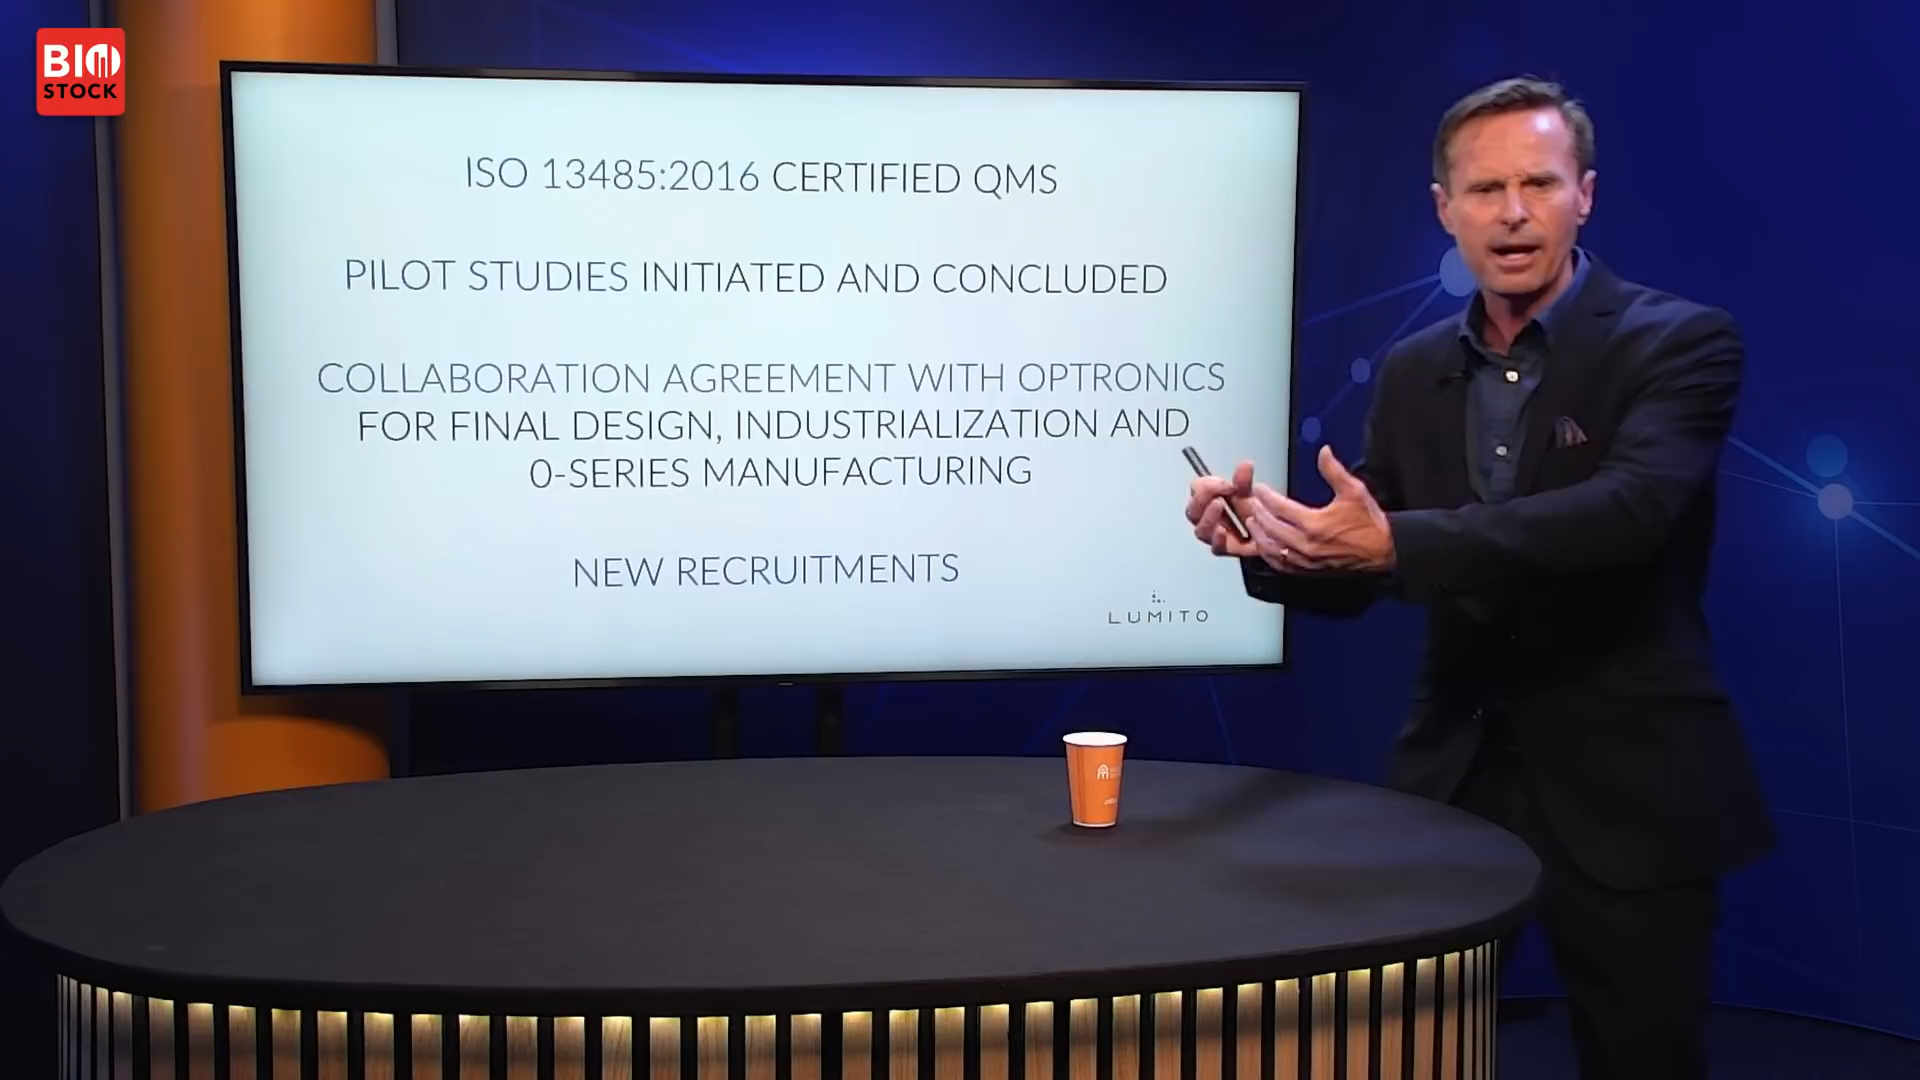 BIO
STOCK
ISO 13485:2016 CERTIFIED QMS
PILOT STUDIES INITIATED AND CONCLUDED
COLLABORATION AGREEMENT WITH OPTRONICS
FOR FINAL DESIGN, INDUSTRIALIZATION AND
0-SERIES MANUFACTURING
NEW RECRUITMENTS
LUMITO